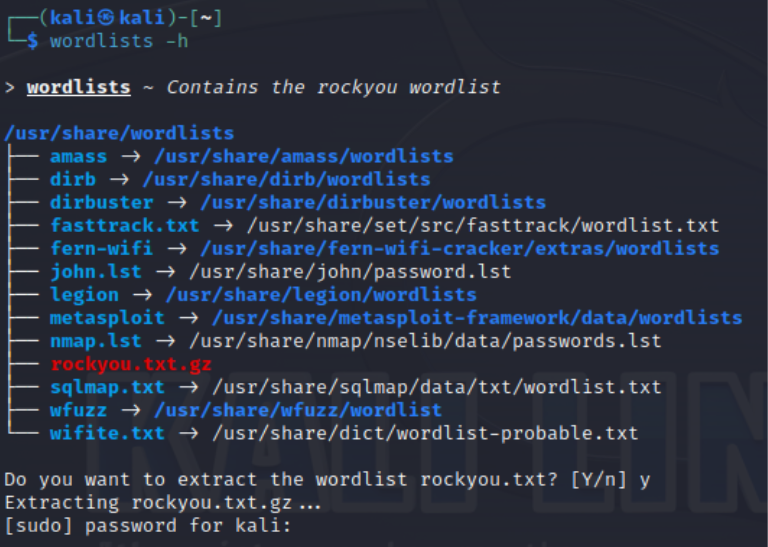 ┌──(kali㉿kali)-[~]
└─$ wordlists -h
> wordlists ~ Contains the rockyou wordlist
/usr/share/wordlists
├── amass → /usr/share/amass/wordlists
├── dirb → /usr/share/dirb/wordlists
├── dirbuster → /usr/share/dirbuster/wordlists
├── fasttrack.txt → /usr/share/set/src/fasttrack/wordlist.txt
├── fern-wifi → /usr/share/fern-wifi-cracker/extras/wordlists
├── john.lst → /usr/share/john/password.lst
├── legion → /usr/share/legion/wordlists
├── metasploit → /usr/share/metasploit-framework/data/wordlists
├── nmap.lst → /usr/share/nmap/nselib/data/passwords.lst
├── rockyou.txt.gz
├── sqlmap.txt → /usr/share/sqlmap/data/txt/wordlist.txt
├── wfuzz → /usr/share/wfuzz/wordlist
└── wifite.txt → /usr/share/dict/wordlist-probable.txt
Do you want to extract the wordlist rockyou.txt? [Y/n] y
Extracting rockyou.txt.gz...
[sudo] password for kali:
KALI LIN